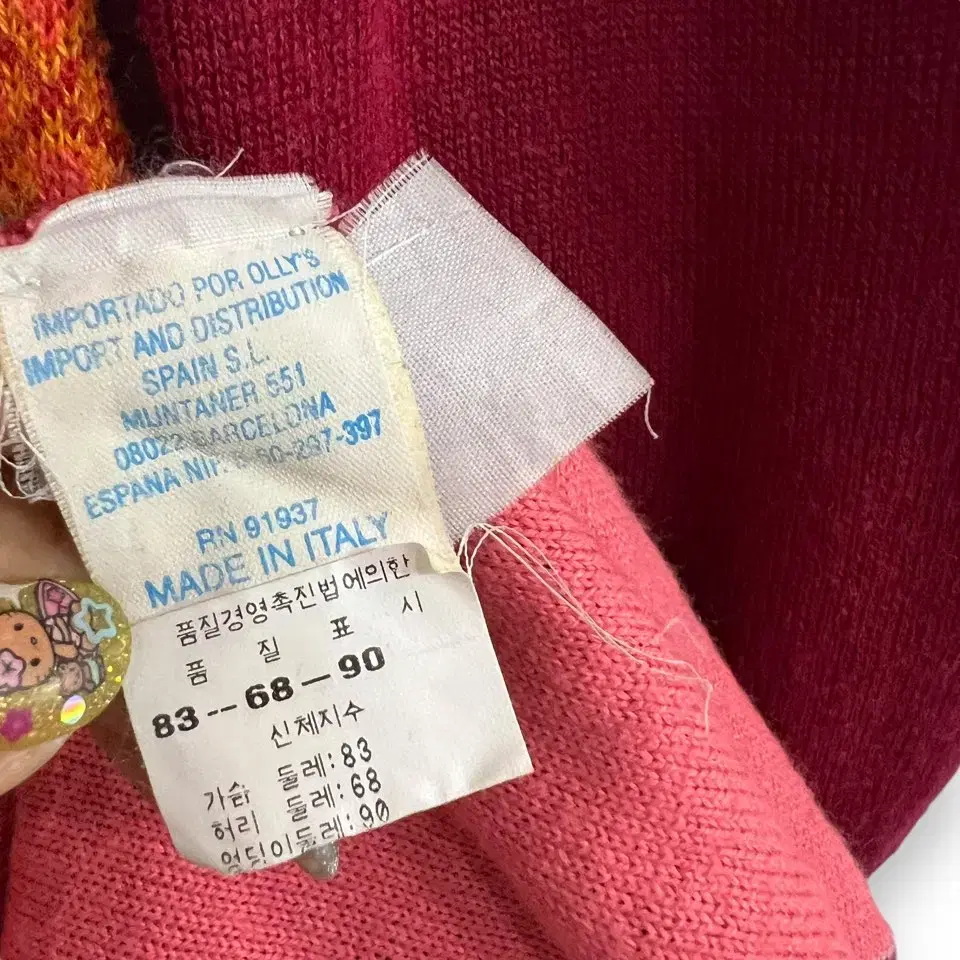 IMPORTADO POR OLLY'S
IMPORT AND DISTRIBUTION
SPAIN S.L.
MUNTANER 551
08022 BARCELONA
ESPANA NIF: 60-297-397
RN 91937
MADE IN ITALY
품질경영촉진법에의한
품 질 표 시
83--68-90
신체지수
가슴 둘레:83
허리 둘레:68
엉덩이둘레:90